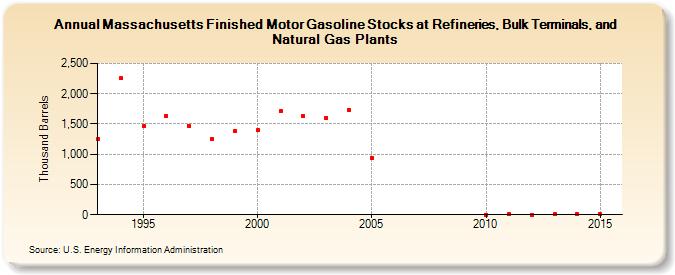 Annual Massachusetts Finished Motor Gasoline Stocks at Refineries, Bulk Terminals, and
Natural Gas Plants
Thousand Barrels
2,500
2,000
1,500
1,000
500
0
1995 2000 2005 2010 2015
Source: U.S. Energy Information Administration